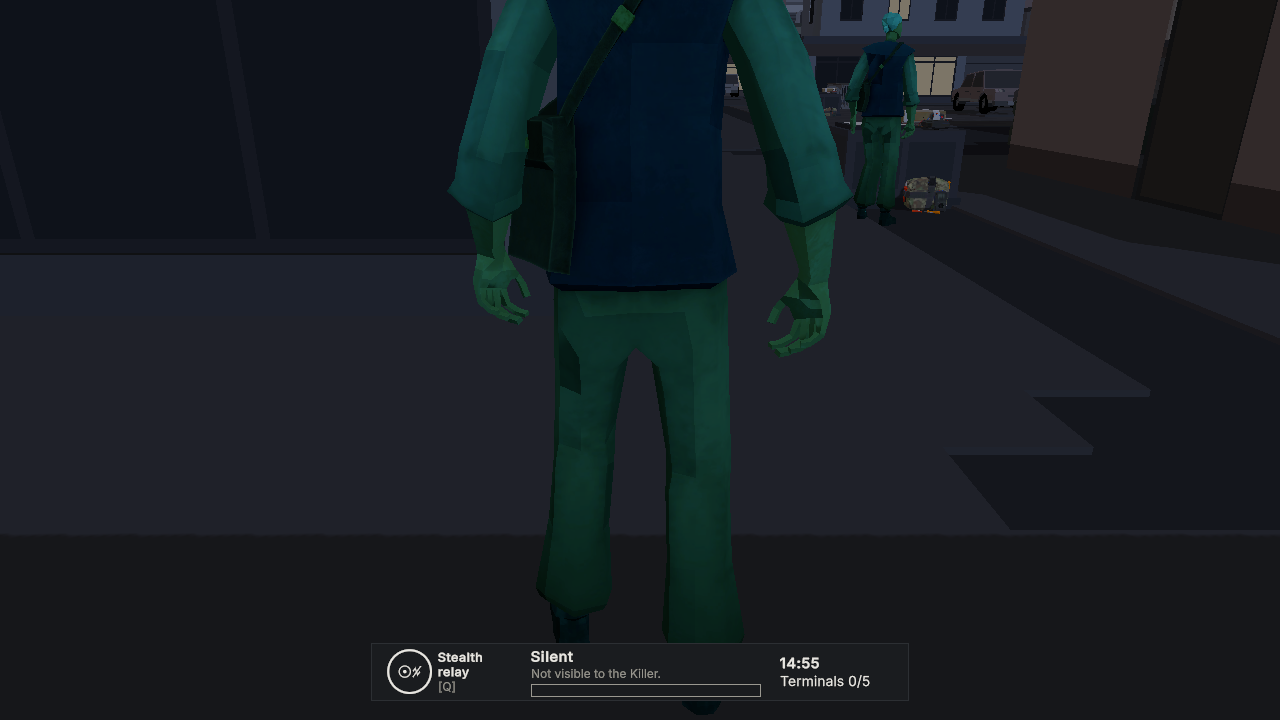 Stealth
relay
[Q]
Silent
Not visible to the Killer.
14:55
Terminals 0/5